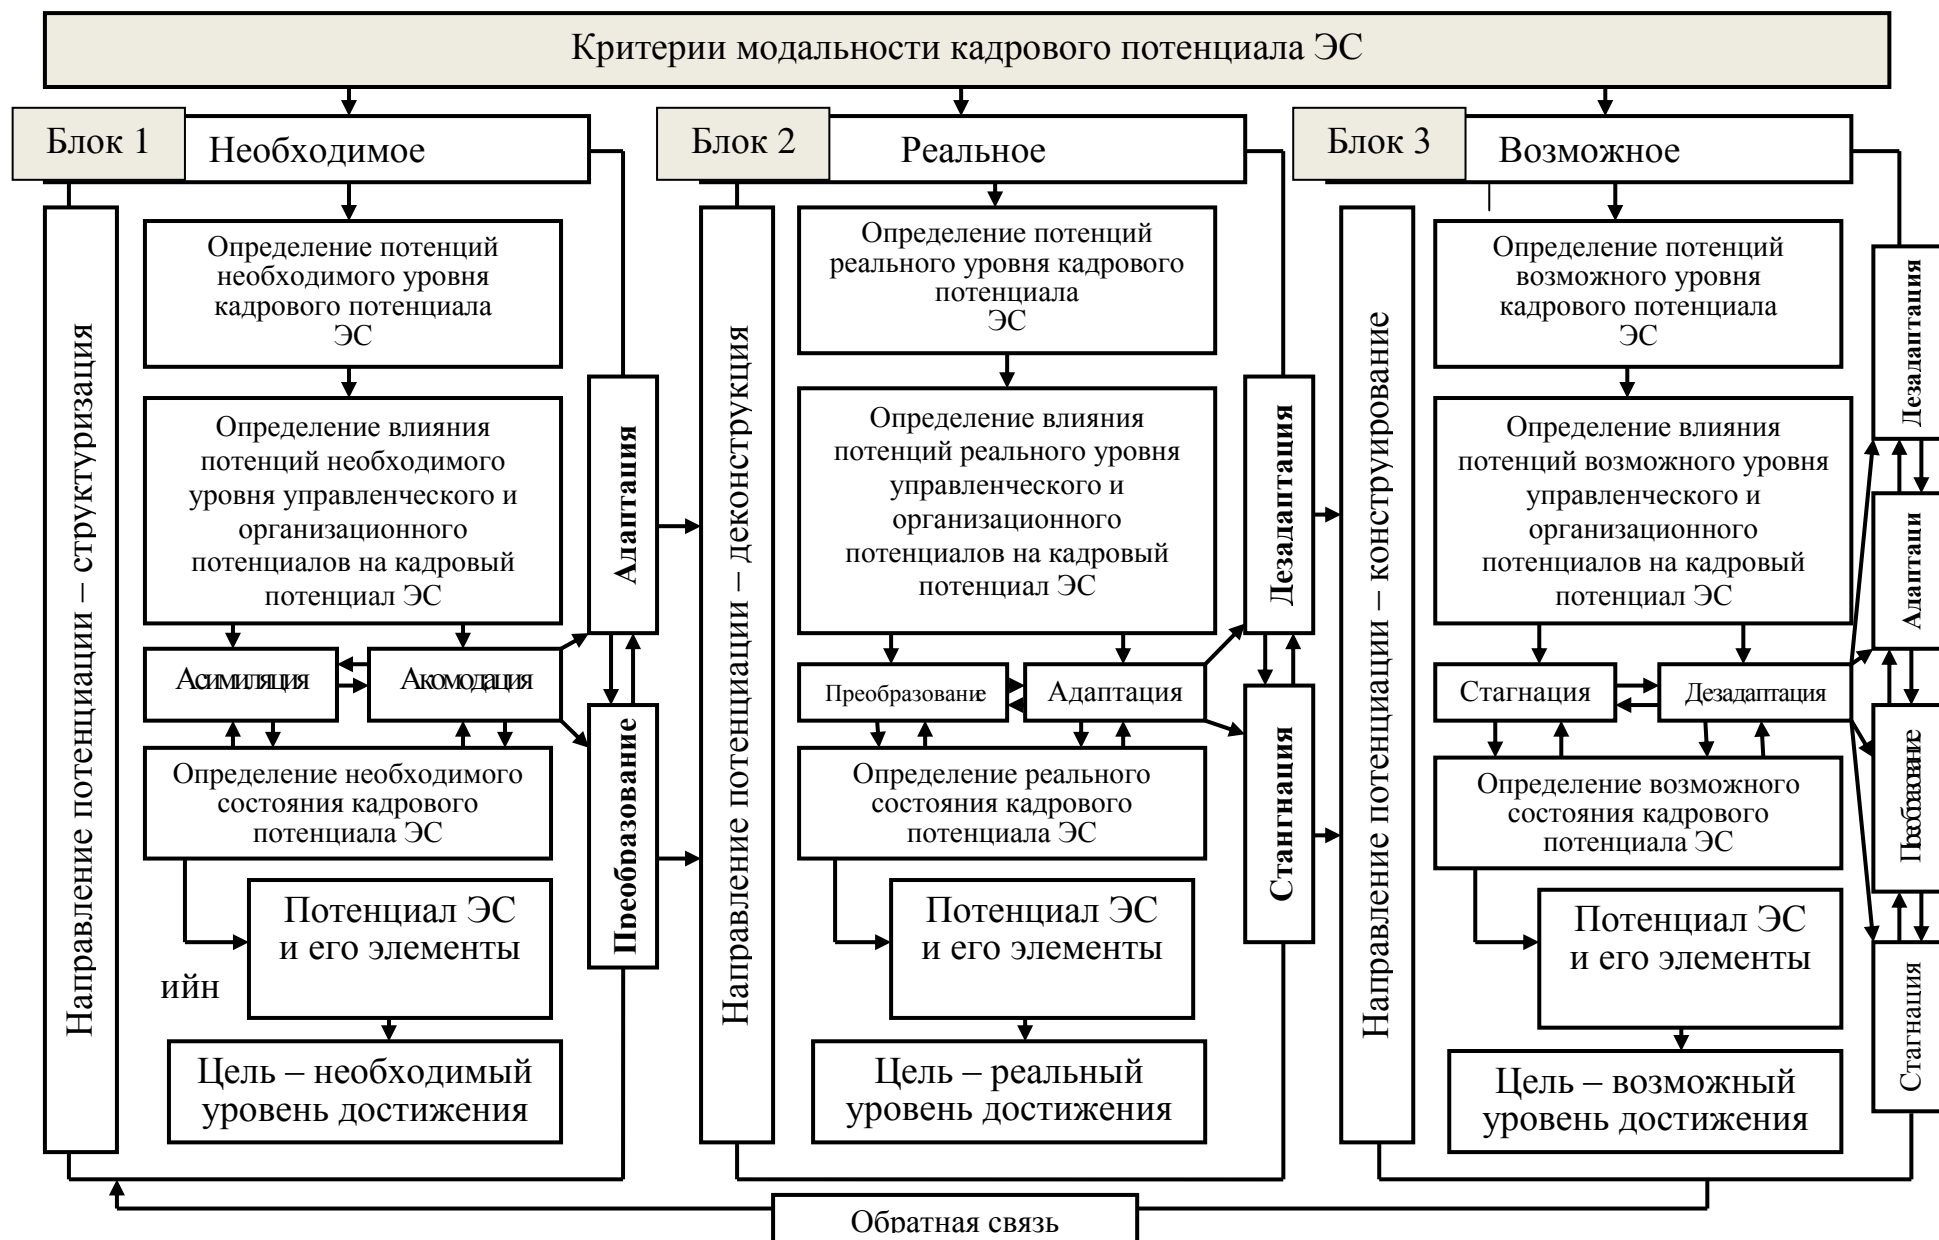 Критерии модальности кадрового потенциала ЭС
Блок 1
Необходимое
Направление потенциации – структуризация
Определение потенций
необходимого уровня
кадрового потенциала
ЭС
Определение влияния
потенций необходимого
уровня управленческого и
организационного
потенциалов на кадровый
потенциал ЭС
Асимиляция
Акомодация
Определение необходимого
состояния кадрового
потенциала ЭС
Потенциал ЭС
и его элементы
ийн
Цель – необходимый
уровень достижения
Адаптация
Преобразование
Блок 2
Реальное
Направление потенциации – деконструкция
Определение потенций
реального уровня кадрового
потенциала
ЭС
Определение влияния
потенций реального уровня
управленческого и
организационного
потенциалов на кадровый
потенциал ЭС
Преобразование
Адаптация
Определение реального
состояния кадрового
потенциала ЭС
Потенциал ЭС
и его элементы
Цель – реальный
уровень достижения
Дезадаптация
Стангнация
Блок 3
Возможное
Направление потенциации – конструирование
Определение потенций
возможного уровня
кадрового потенциала
ЭС
Определение влияния
потенций возможного уровня
управленческого и
организационного
потенциалов на кадровый
потенциал ЭС
Стагнация
Дезадаптация
Определение возможного
состояния кадрового
потенциала ЭС
Потенциал ЭС
и его элементы
Цель – возможный
уровень достижения
Дезадаптация
Адаптаци
Преобразование
Стагнация
Обратная связь